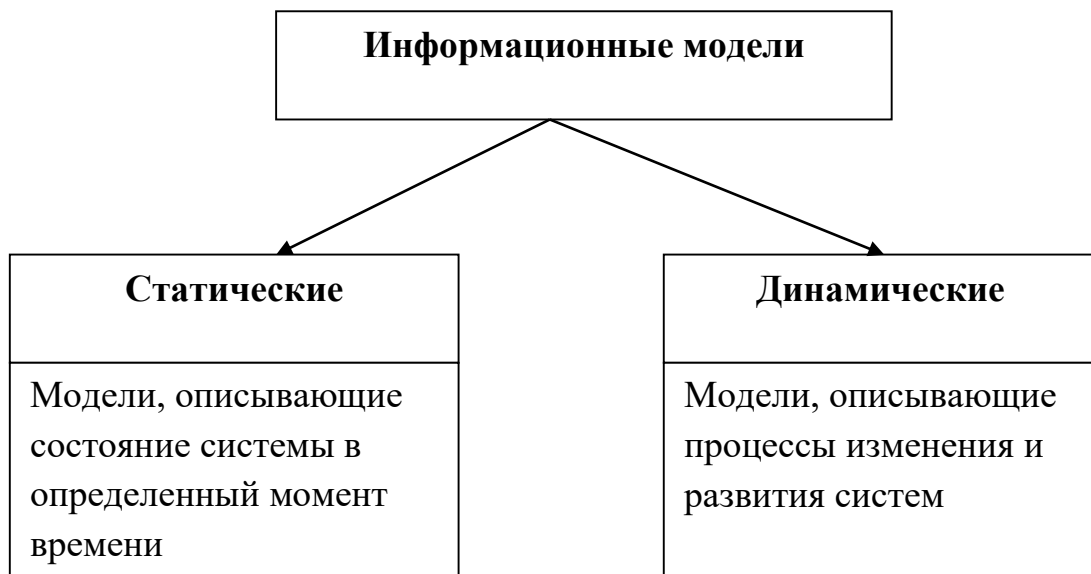 Информационные модели
Статические
Модели, описывающие
состояние системы в
определенный момент
времени
Динамические
Модели, описывающие
процессы изменения и
развития систем